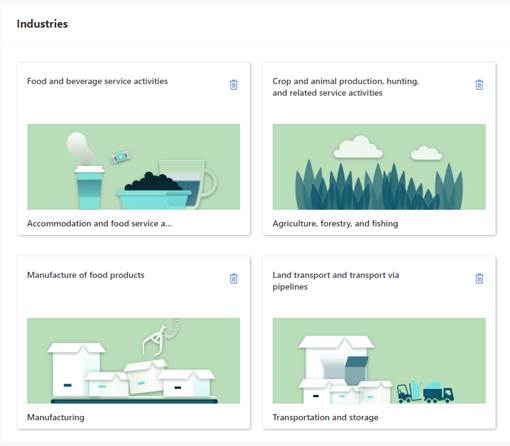 Industries
Food and beverage service activities
Crop and animal production, hunting,
and related service activities
Accommodation and food service a...
Agriculture, forestry, and fishing
Manufacture of food products
Land transport and transport via
pipelines
Manufacturing
Transportation and storage